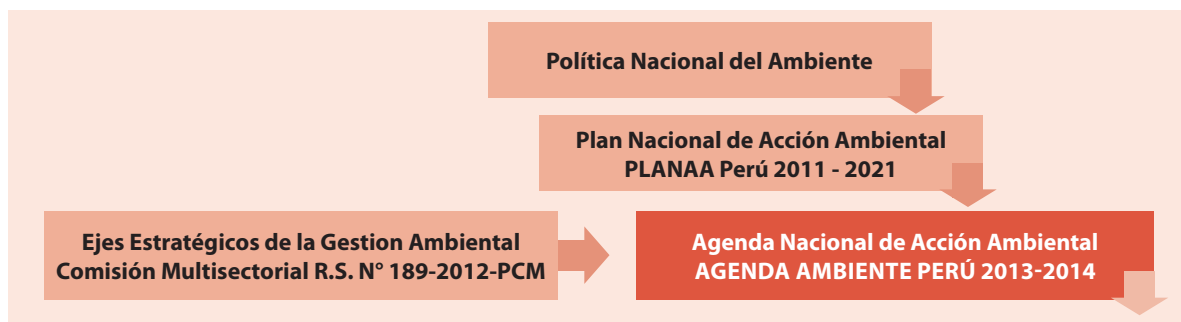 Política Nacional del Ambiente
Plan Nacional de Acción Ambiental
PLANAA Perú 2011 - 2021
Ejes Estratégicos de la Gestion Ambiental
Comisión Multisectorial R.S. N° 189-2012-PCM
Agenda Nacional de Acción Ambiental
AGENDA AMBIENTE PERÚ 2013-2014